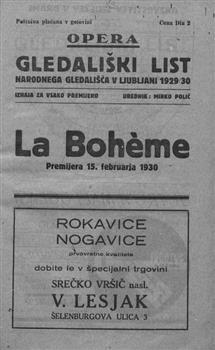 Poštnina plačana v gotovini
Cena Din 2
OPERA
GLEDALIŠKI LIST
NARODNEGA GLEDALIŠČA V LJUBLJANI 1929/30
IZHAJA ZA VSAKO PREMIJERO
UREDNIK: MIRKO POLIČ
La Bohème
Premijera 15. februarja 1930
ROKAVICE
NOGAVICE
prvovrstne kvalitete
dobite le v špecijalni trgovini
SREČKO VRŠIČ nasl.
V. LESJAK
ŠELENBURGOVA ULICA 3